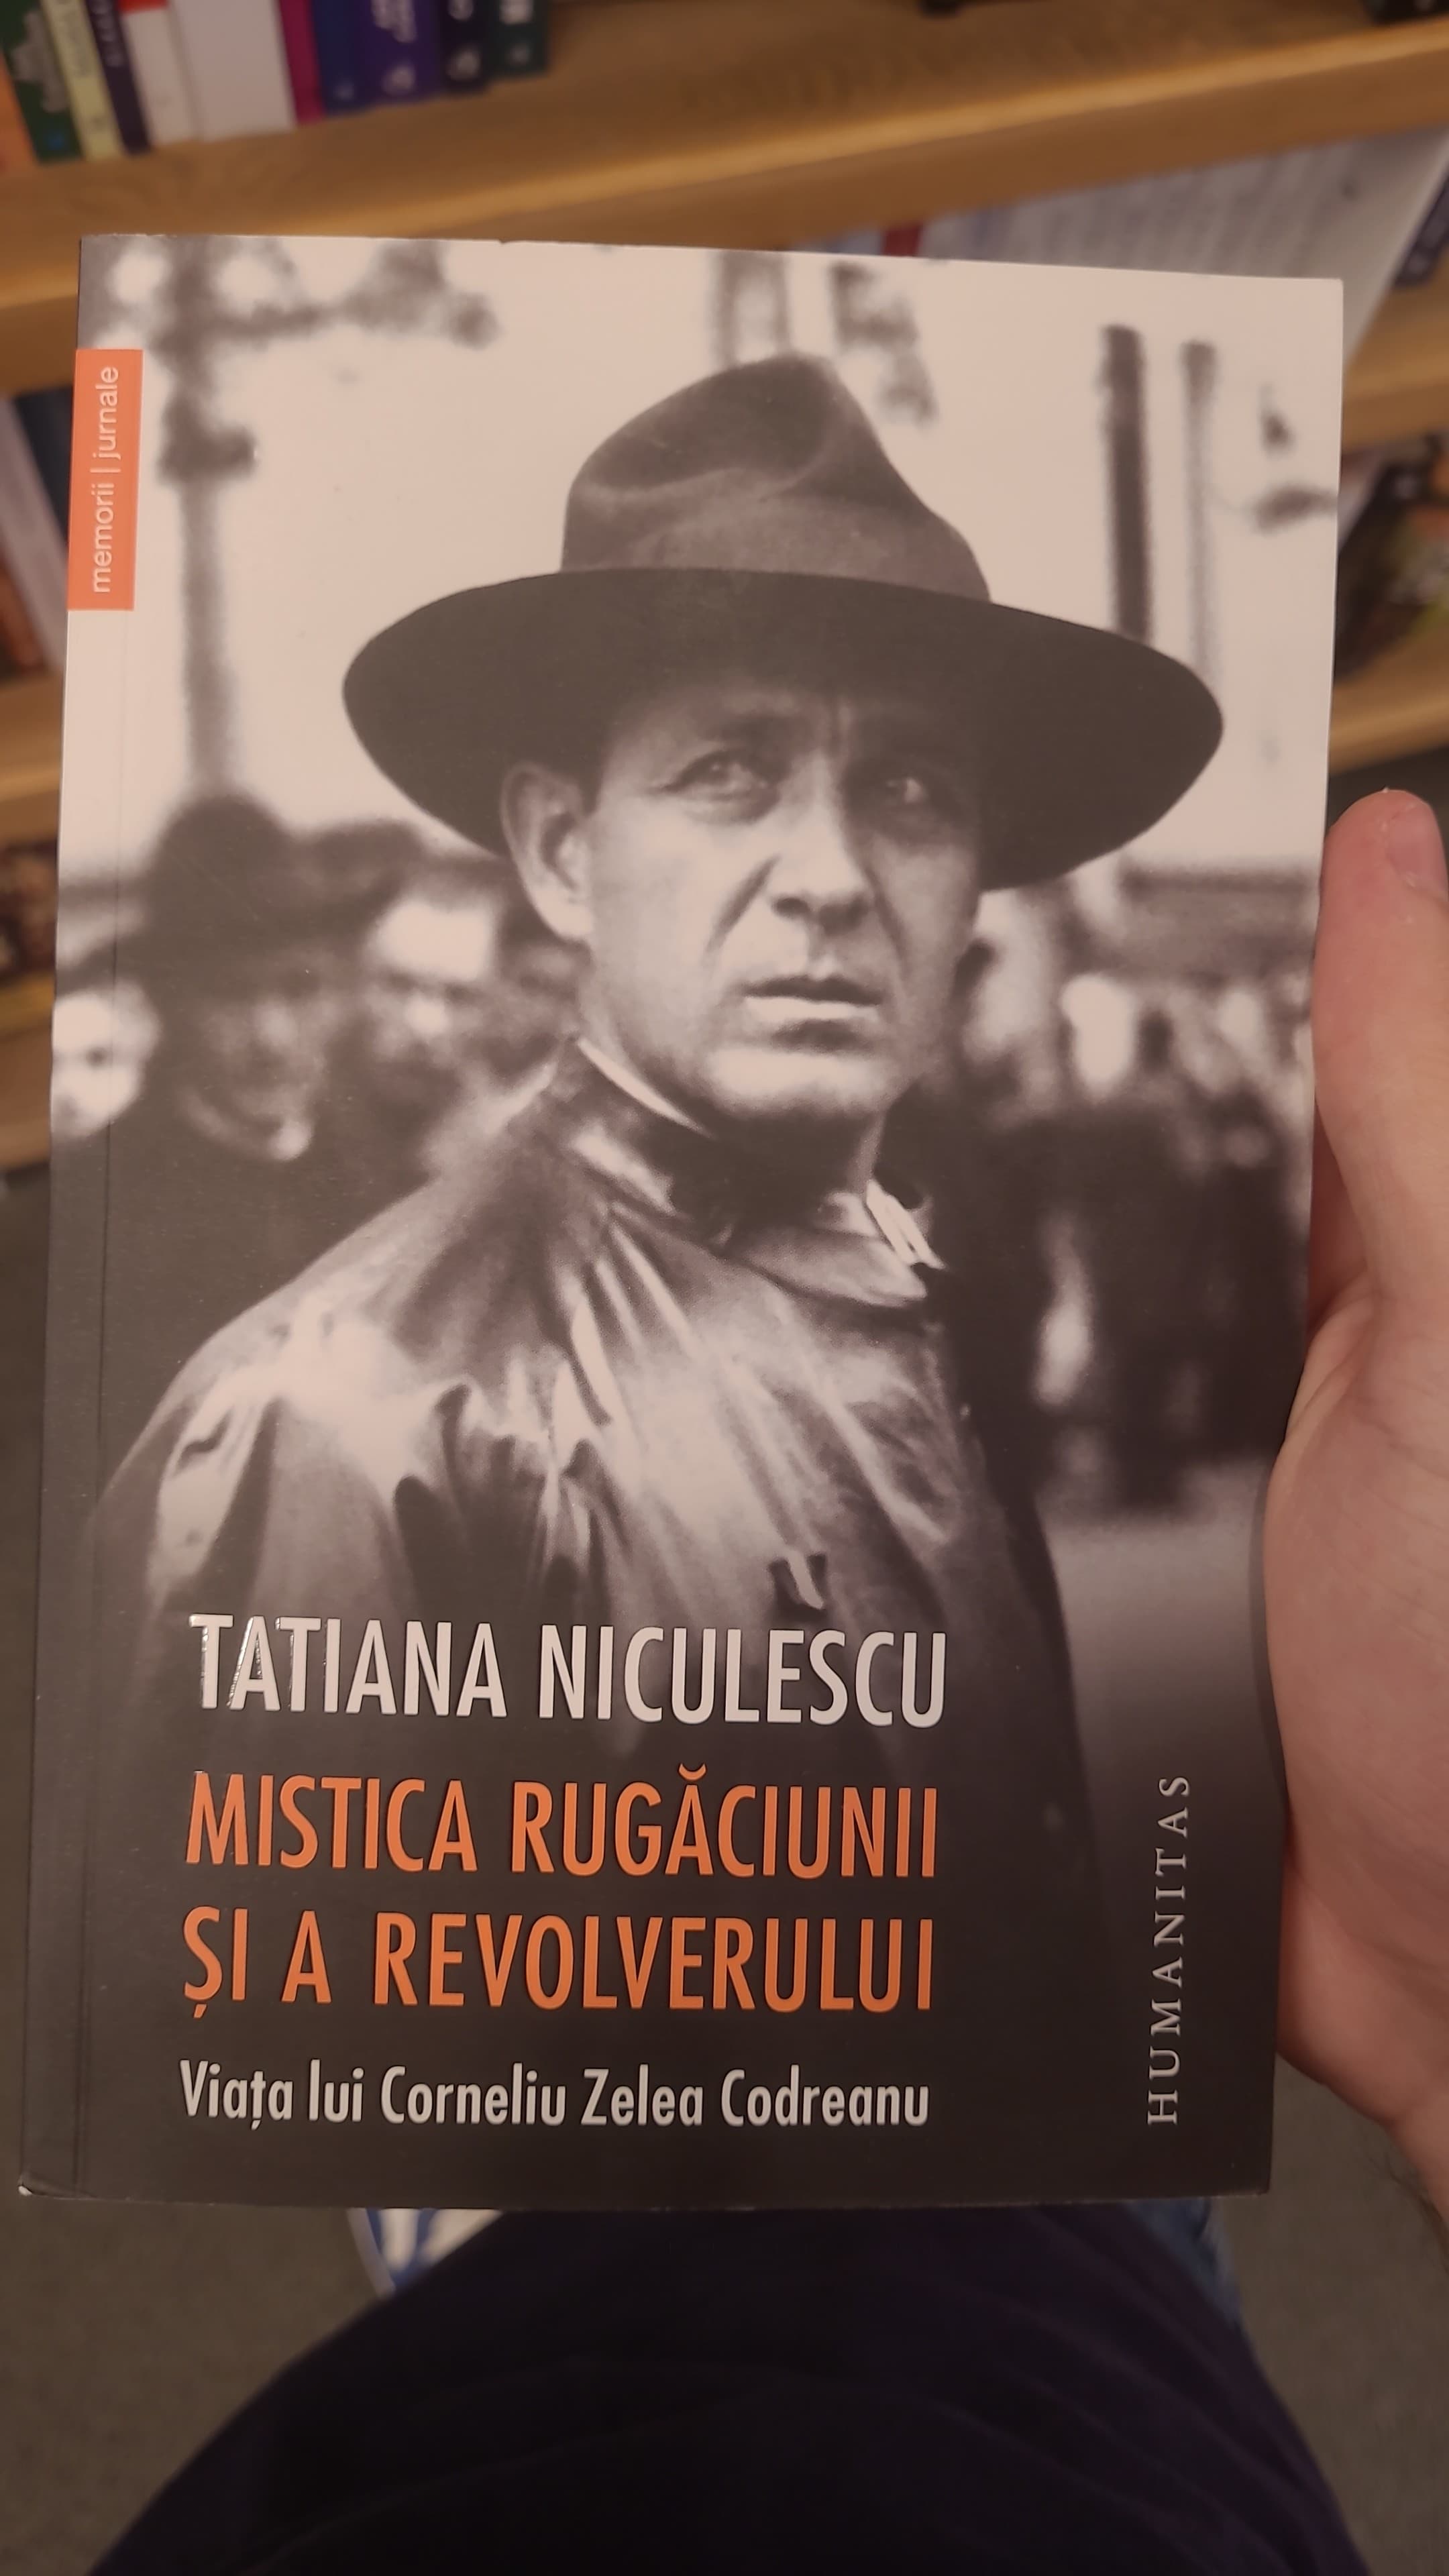 memorii | jurnale
TATIANA NICULESCU
MISTICA RUGĂCIUNII
ȘI A REVOLVERULUI
Viața lui Corneliu Zelea Codreanu
HUMANITAS